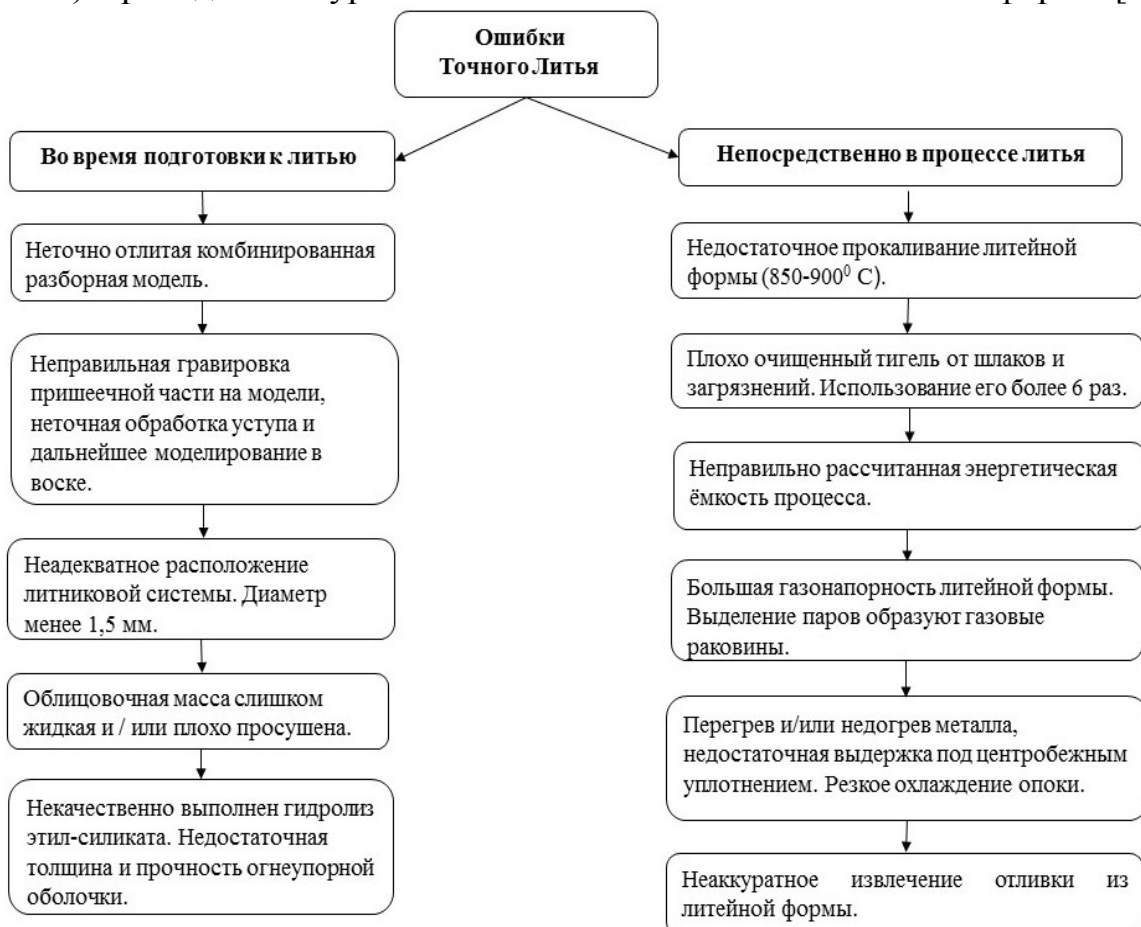 Ошибки
Точного Литья
Во время подготовки к литью
Неточно отлитая комбинированная
разборная модель.
Неправильная гравировка
пришеечной части на модели,
неточная обработка уступа и
дальнейшее моделирование в
воске.
Неадекватное расположение
литниковой системы. Диаметр
менее 1,5 мм.
Облицовочная масса слишком
жидкая и / или плохо просушена.
Некачественно выполнен гидролиз
этил-силиката. Недостаточная
толщина и прочность огнеупорной
оболочки.
Непосредственно в процессе литья
Недостаточное прокаливание литейной
формы (850-900⁰ С).
Плохо очищенный тигель от шлаков и
загрязнений. Использование его более 6 раз.
Неправильно рассчитанная энергетическая
ёмкость процесса.
Большая газонапорность литейной формы.
Выделение паров образуют газовые
раковины.
Перегрев и/или недогрев металла,
недостаточная выдержка под центробежным
уплотнением. Резкое охлаждение опоки.
Неаккуратное извлечение отливки из
литейной формы.